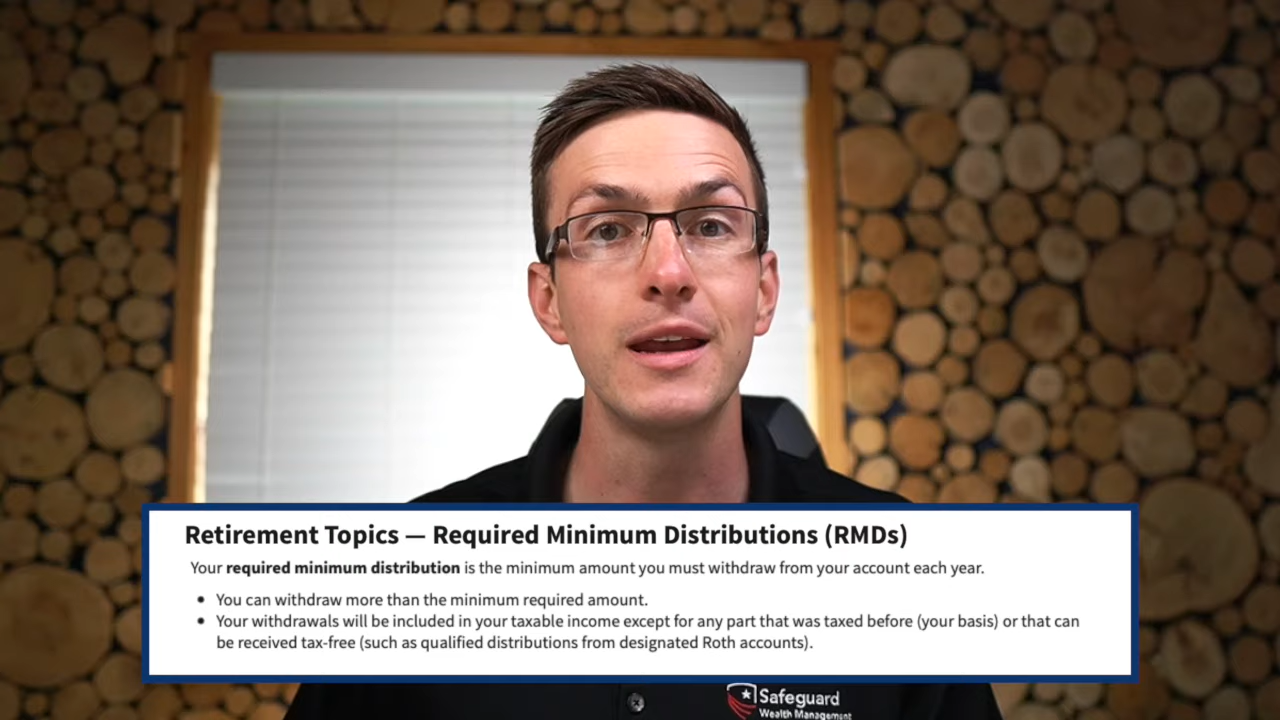 Retirement Topics — Required Minimum Distributions (RMDs)
Your required minimum distribution is the minimum amount you must withdraw from your account each year.
• You can withdraw more than the minimum required amount.
• Your withdrawals will be included in your taxable income except for any part that was taxed before (your basis) or that can
be received tax-free (such as qualified distributions from designated Roth accounts).
Safeguard
Wealth Management